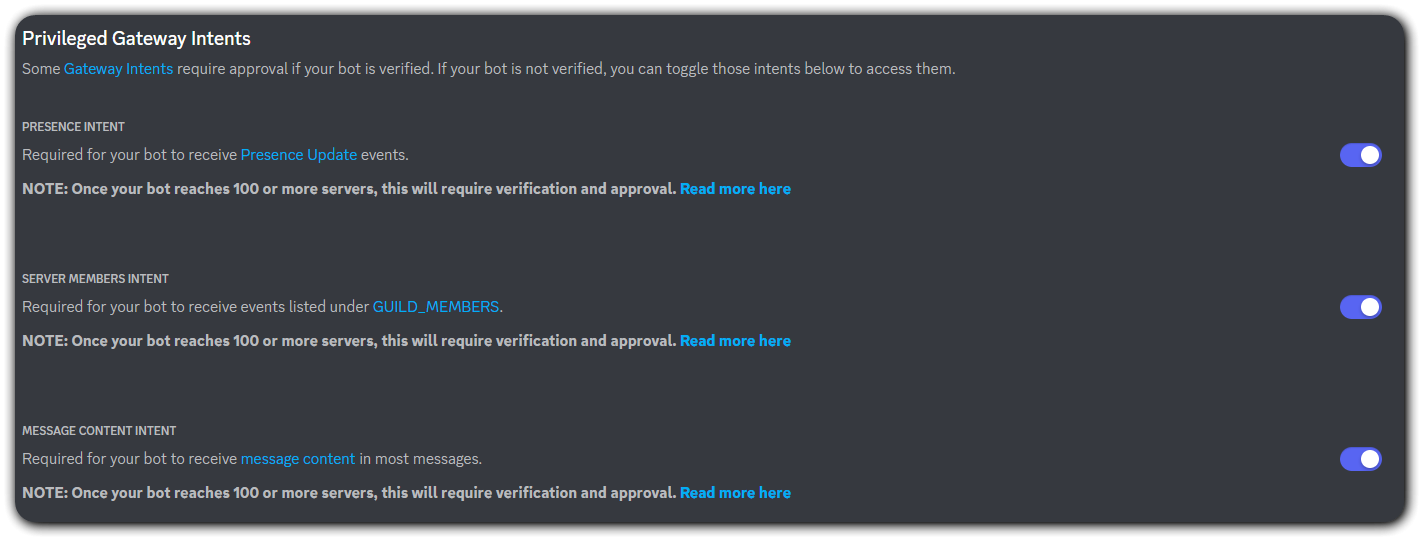 Privileged Gateway Intents
Some Gateway Intents require approval if your bot is verified. If your bot is not verified, you can toggle those intents below to access them.
PRESENCE INTENT
Required for your bot to receive Presence Update events.
NOTE: Once your bot reaches 100 or more servers, this will require verification and approval. Read more here
SERVER MEMBERS INTENT
Required for your bot to receive events listed under GUILD_MEMBERS.
NOTE: Once your bot reaches 100 or more servers, this will require verification and approval. Read more here
MESSAGE CONTENT INTENT
Required for your bot to receive message content in most messages.
NOTE: Once your bot reaches 100 or more servers, this will require verification and approval. Read more here